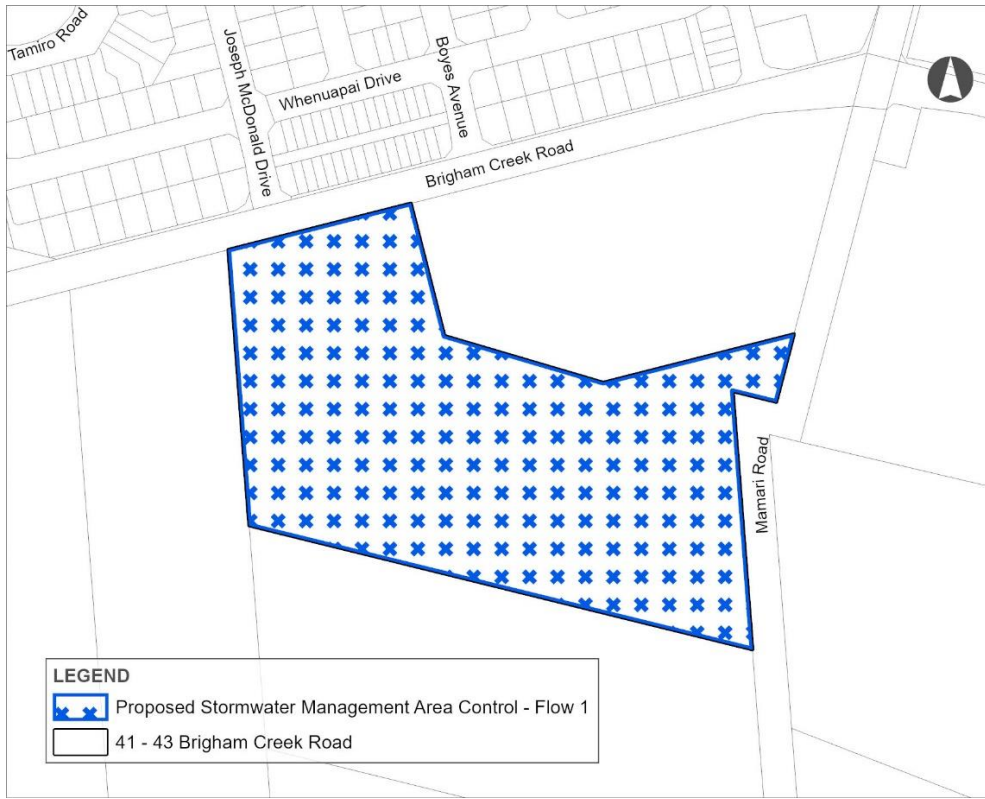 Tamiro Road
Joseph McDonald Drive
Whenuapai Drive
Boyes Avenue
Brigham Creek Road
Mamari Road
LEGEND
Proposed Stormwater Management Area Control - Flow 1
41 - 43 Brigham Creek Road